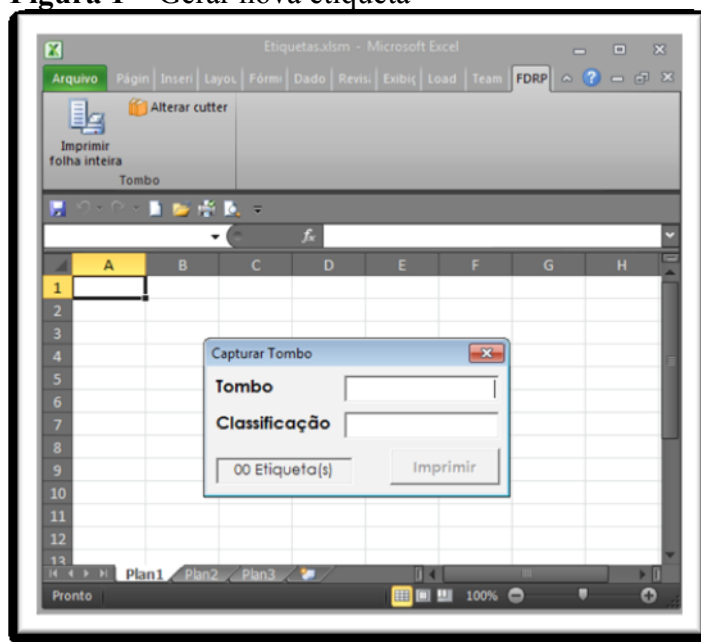 Figura 1 – Gerar nova etiqueta
Etiquetas.xlsm - Microsoft Excel
Arquivo Págin Inseri Layou Fórmu Dado Revisã Exibiç Load Team FDRP
Alterar cutter
Imprimir
folha inteira
Tombo
fx
A B C D E F G H
1
2
3
4
5
6
7
8
9
10
11
12
13
Capturar Tombo
Tombo
Classificação
00 Etiqueta(s) Imprimir
Plan1 Plan2 Plan3
Pronto 100%